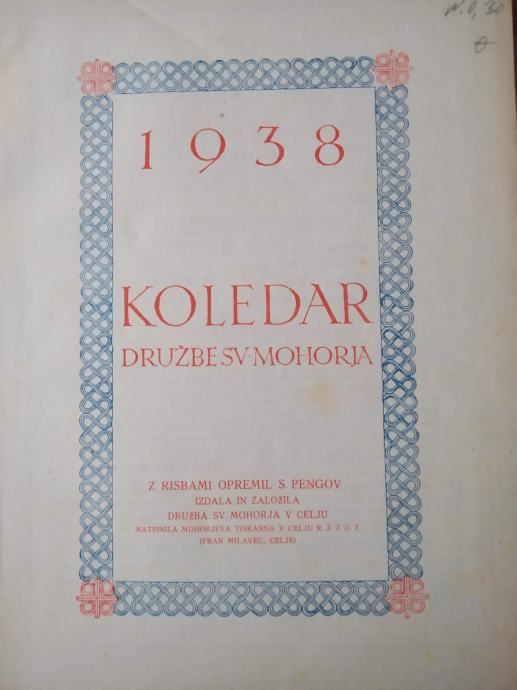 1938
KOLEDAR
DRUŽBE SV·MOHORJA
Z RISBAMI OPREMIL S. PENGOV
IZDALA IN ZALOŽILA
DRUŽBA SV. MOHORJA V CELJU
NATISNILA MOHORJEVA TISKARNA V CELJU R. Z. Z O. Z.
(FRAN MILAVEC, CELJE)